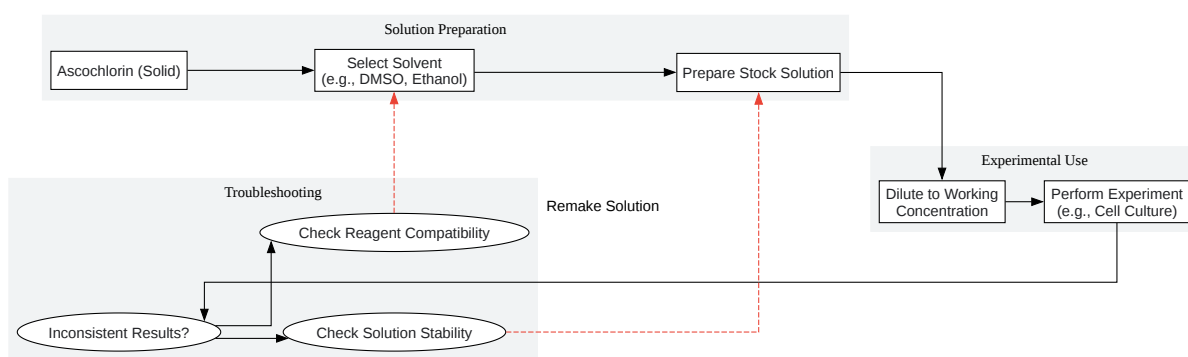 Solution Preparation
Ascochlorin (Solid)
Select Solvent
(e.g., DMSO, Ethanol)
Prepare Stock Solution
Experimental Use
Dilute to Working
Concentration
Perform Experiment
(e.g., Cell Culture)
Troubleshooting
Remake Solution
Check Reagent Compatibility
Inconsistent Results?
Check Solution Stability